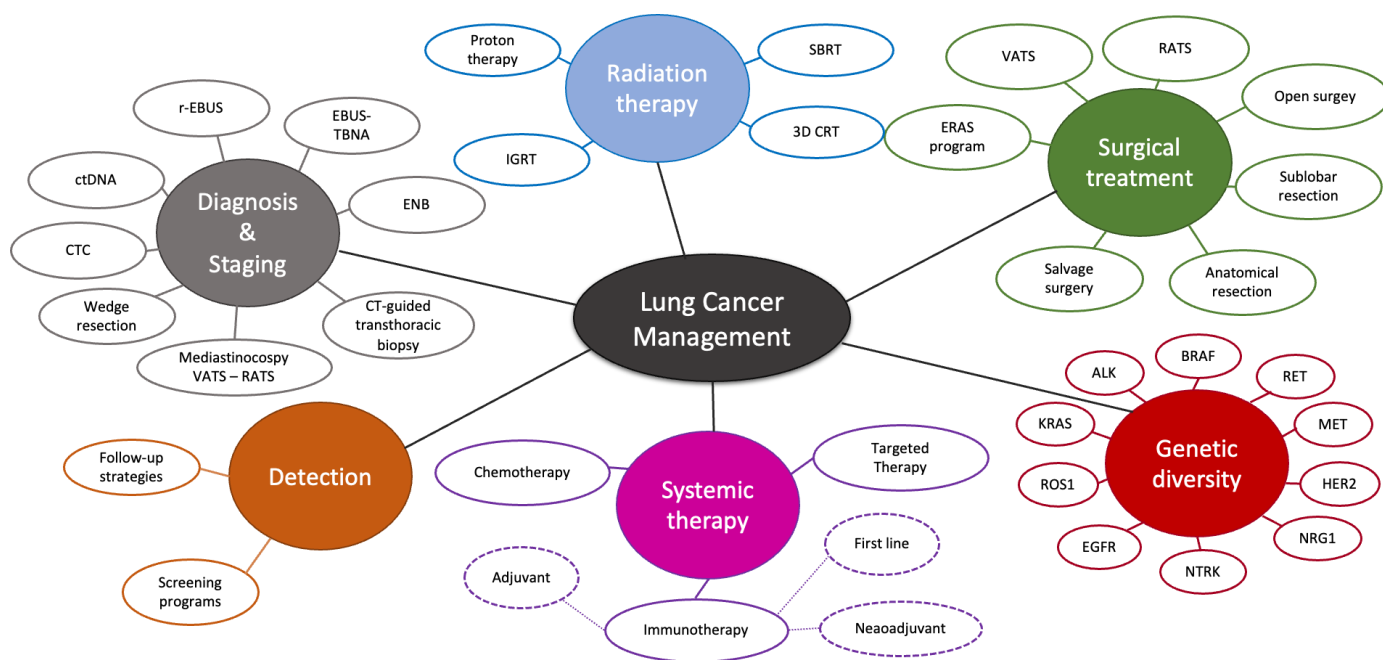 Lung Cancer
Management
Radiation
therapy
Proton
therapy
SBRT
3D CRT
IGRT
Surgical
treatment
VATS
RATS
Open surgey
ERAS
program
Sublobar
resection
Salvage
surgery
Anatomical
resection
Diagnosis
&
Staging
r-EBUS
EBUS-
TBNA
ctDNA
ENB
CTC
Wedge
resection
CT-guided
transthoracic
biopsy
Mediastinocospy
VATS – RATS
Detection
Follow-up
strategies
Screening
programs
Systemic
therapy
Chemotherapy
Targeted
Therapy
First line
Adjuvant
Immunotherapy
Neaoadjuvant
Genetic
diversity
BRAF
ALK
RET
KRAS
MET
ROS1
HER2
EGFR
NRG1
NTRK